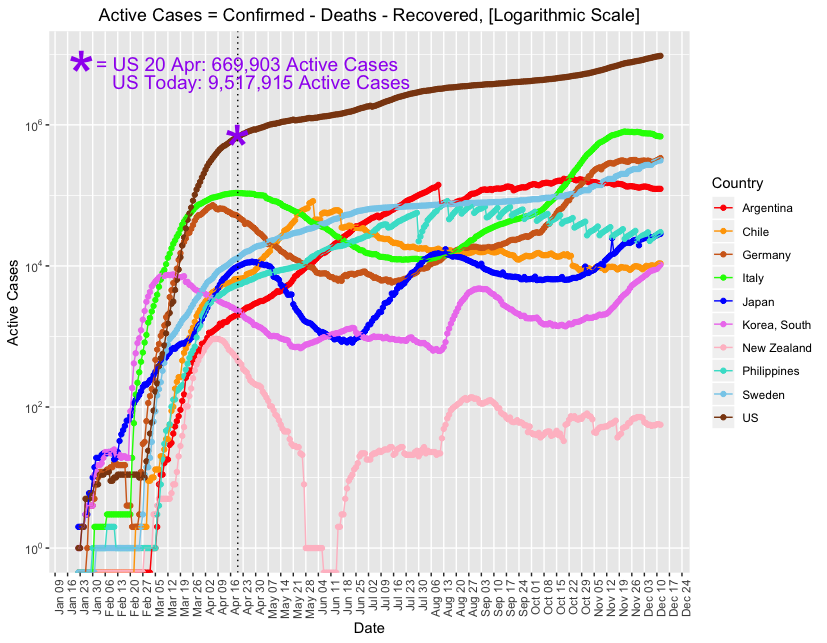 Active Cases = Confirmed - Deaths - Recovered, [Logarithmic Scale]
* = US 20 Apr: 669,903 Active Cases
US Today: 9,517,915 Active Cases
Active Cases
10^6
10^4
10^2
10^0
Jan 09
Jan 16
Jan 23
Jan 30
Feb 06
Feb 13
Feb 20
Feb 27
Mar 05
Mar 12
Mar 19
Mar 26
Apr 02
Apr 09
Apr 16
Apr 23
Apr 30
May 07
May 14
May 21
May 28
Jun 04
Jun 11
Jun 18
Jun 25
Jul 02
Jul 09
Jul 16
Jul 23
Jul 30
Aug 06
Aug 13
Aug 20
Aug 27
Sep 03
Sep 10
Sep 17
Sep 24
Oct 01
Oct 08
Oct 15
Oct 22
Oct 29
Nov 05
Nov 12
Nov 19
Nov 26
Dec 03
Dec 10
Dec 17
Dec 24
Date
Country
Argentina
Chile
Germany
Italy
Japan
Korea, South
New Zealand
Philippines
Sweden
US